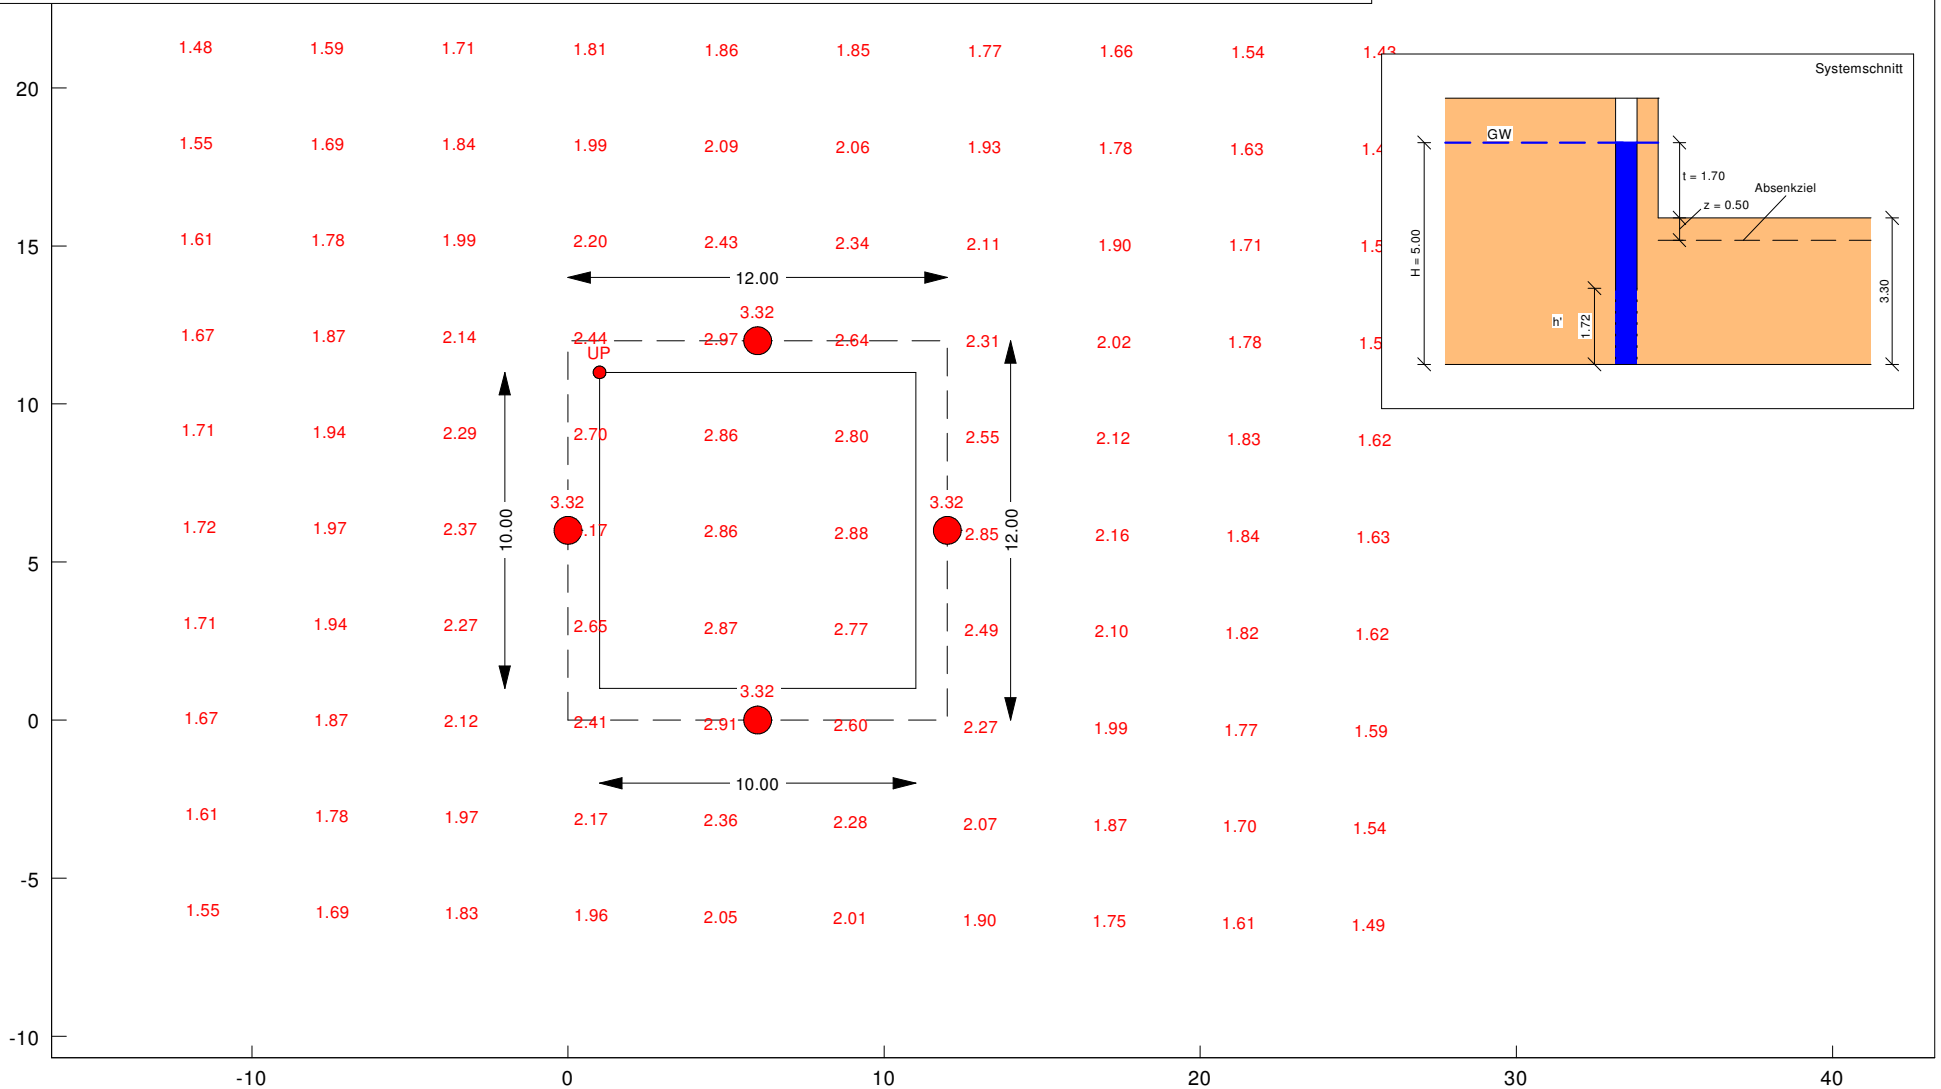 1.48 1.59 1.71 1.81 1.86 1.85 1.77 1.66 1.54 1.43
Systemschnitt
20
GW
1.55 1.69 1.84 1.99 2.09 2.06 1.93 1.78 1.63
t = 1.70
Absenkziel
z = 0.50
15
1.61 1.78 1.99 2.20 2.43 2.34 2.11 1.90 1.71
H = 5.00
12.00
3.30
3.32
h'
1.72
1.67 1.87 2.14 2.44 2.97 2.64 2.31 2.02 1.78
UP
10
1.71 1.94 2.29 2.70 2.86 2.80 2.55 2.12 1.83 1.62
3.32 3.32
1.72 1.97 2.37 .17 2.86 2.88 2.85 2.16 1.84 1.63
10.00 12.00
5
1.71 1.94 2.27 2.65 2.87 2.77 2.49 2.10 1.82 1.62
3.32
0
1.67 1.87 2.12 2.41 2.91 2.60 2.27 1.99 1.77 1.59
10.00
1.61 1.78 1.97 2.17 2.36 2.28 2.07 1.87 1.70 1.54
-5
1.55 1.69 1.83 1.96 2.05 2.01 1.90 1.75 1.61 1.49
-10
-10 0 10 20 30 40